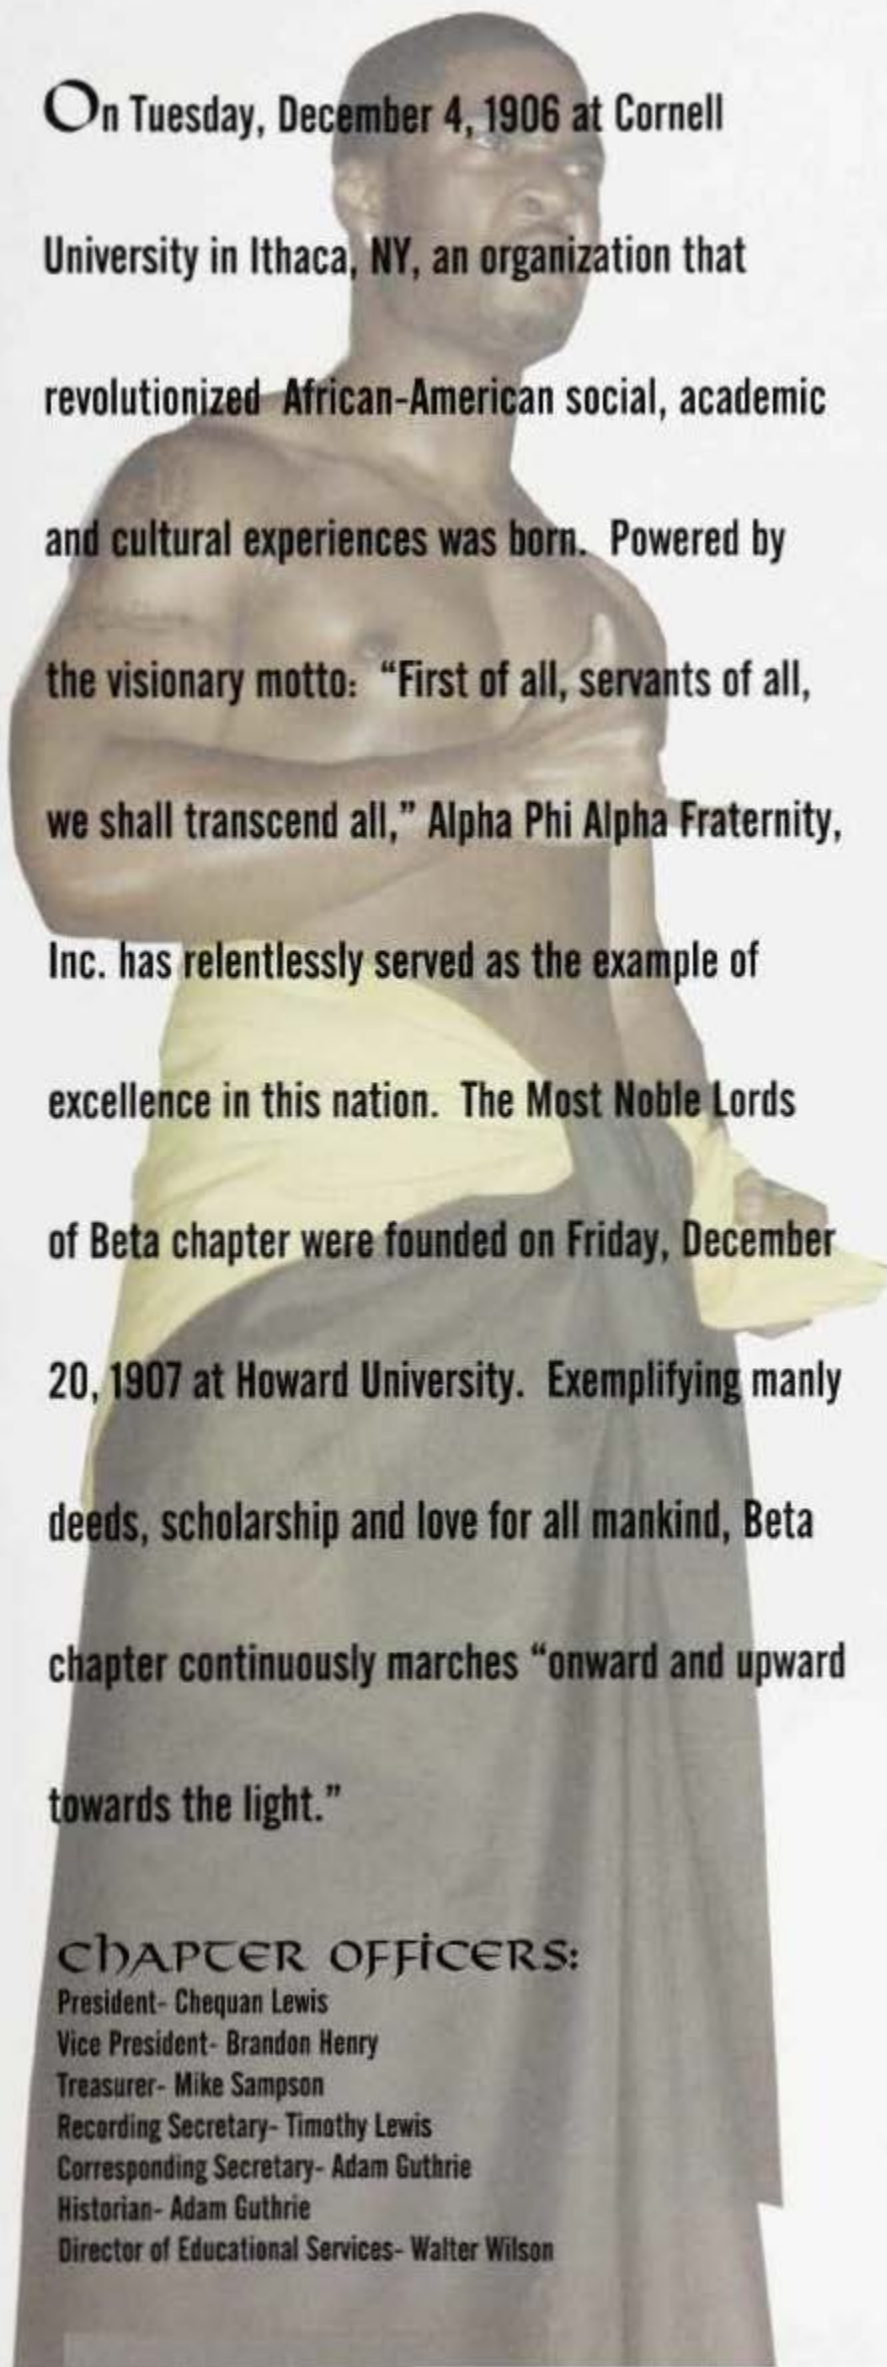 On Tuesday, December 4, 1906 at Cornell
University in Ithaca, NY, an organization that
revolutionized African-American social, academic
and cultural experiences was born. Powered by
the visionary motto: “First of all, servants of all,
we shall transcend all,” Alpha Phi Alpha Fraternity,
Inc. has relentlessly served as the example of
excellence in this nation. The Most Noble Lords
of Beta chapter were founded on Friday, December
20, 1907 at Howard University. Exemplifying manly
deeds, scholarship and love for all mankind, Beta
chapter continuously marches “onward and upward
towards the light.”
Chapter Officers:
President- Chequan Lewis
Vice President- Brandon Henry
Treasurer- Mike Sampson
Recording Secretary- Timothy Lewis
Corresponding Secretary- Adam Guthrie
Historian- Adam Guthrie
Director of Educational Services- Walter Wilson